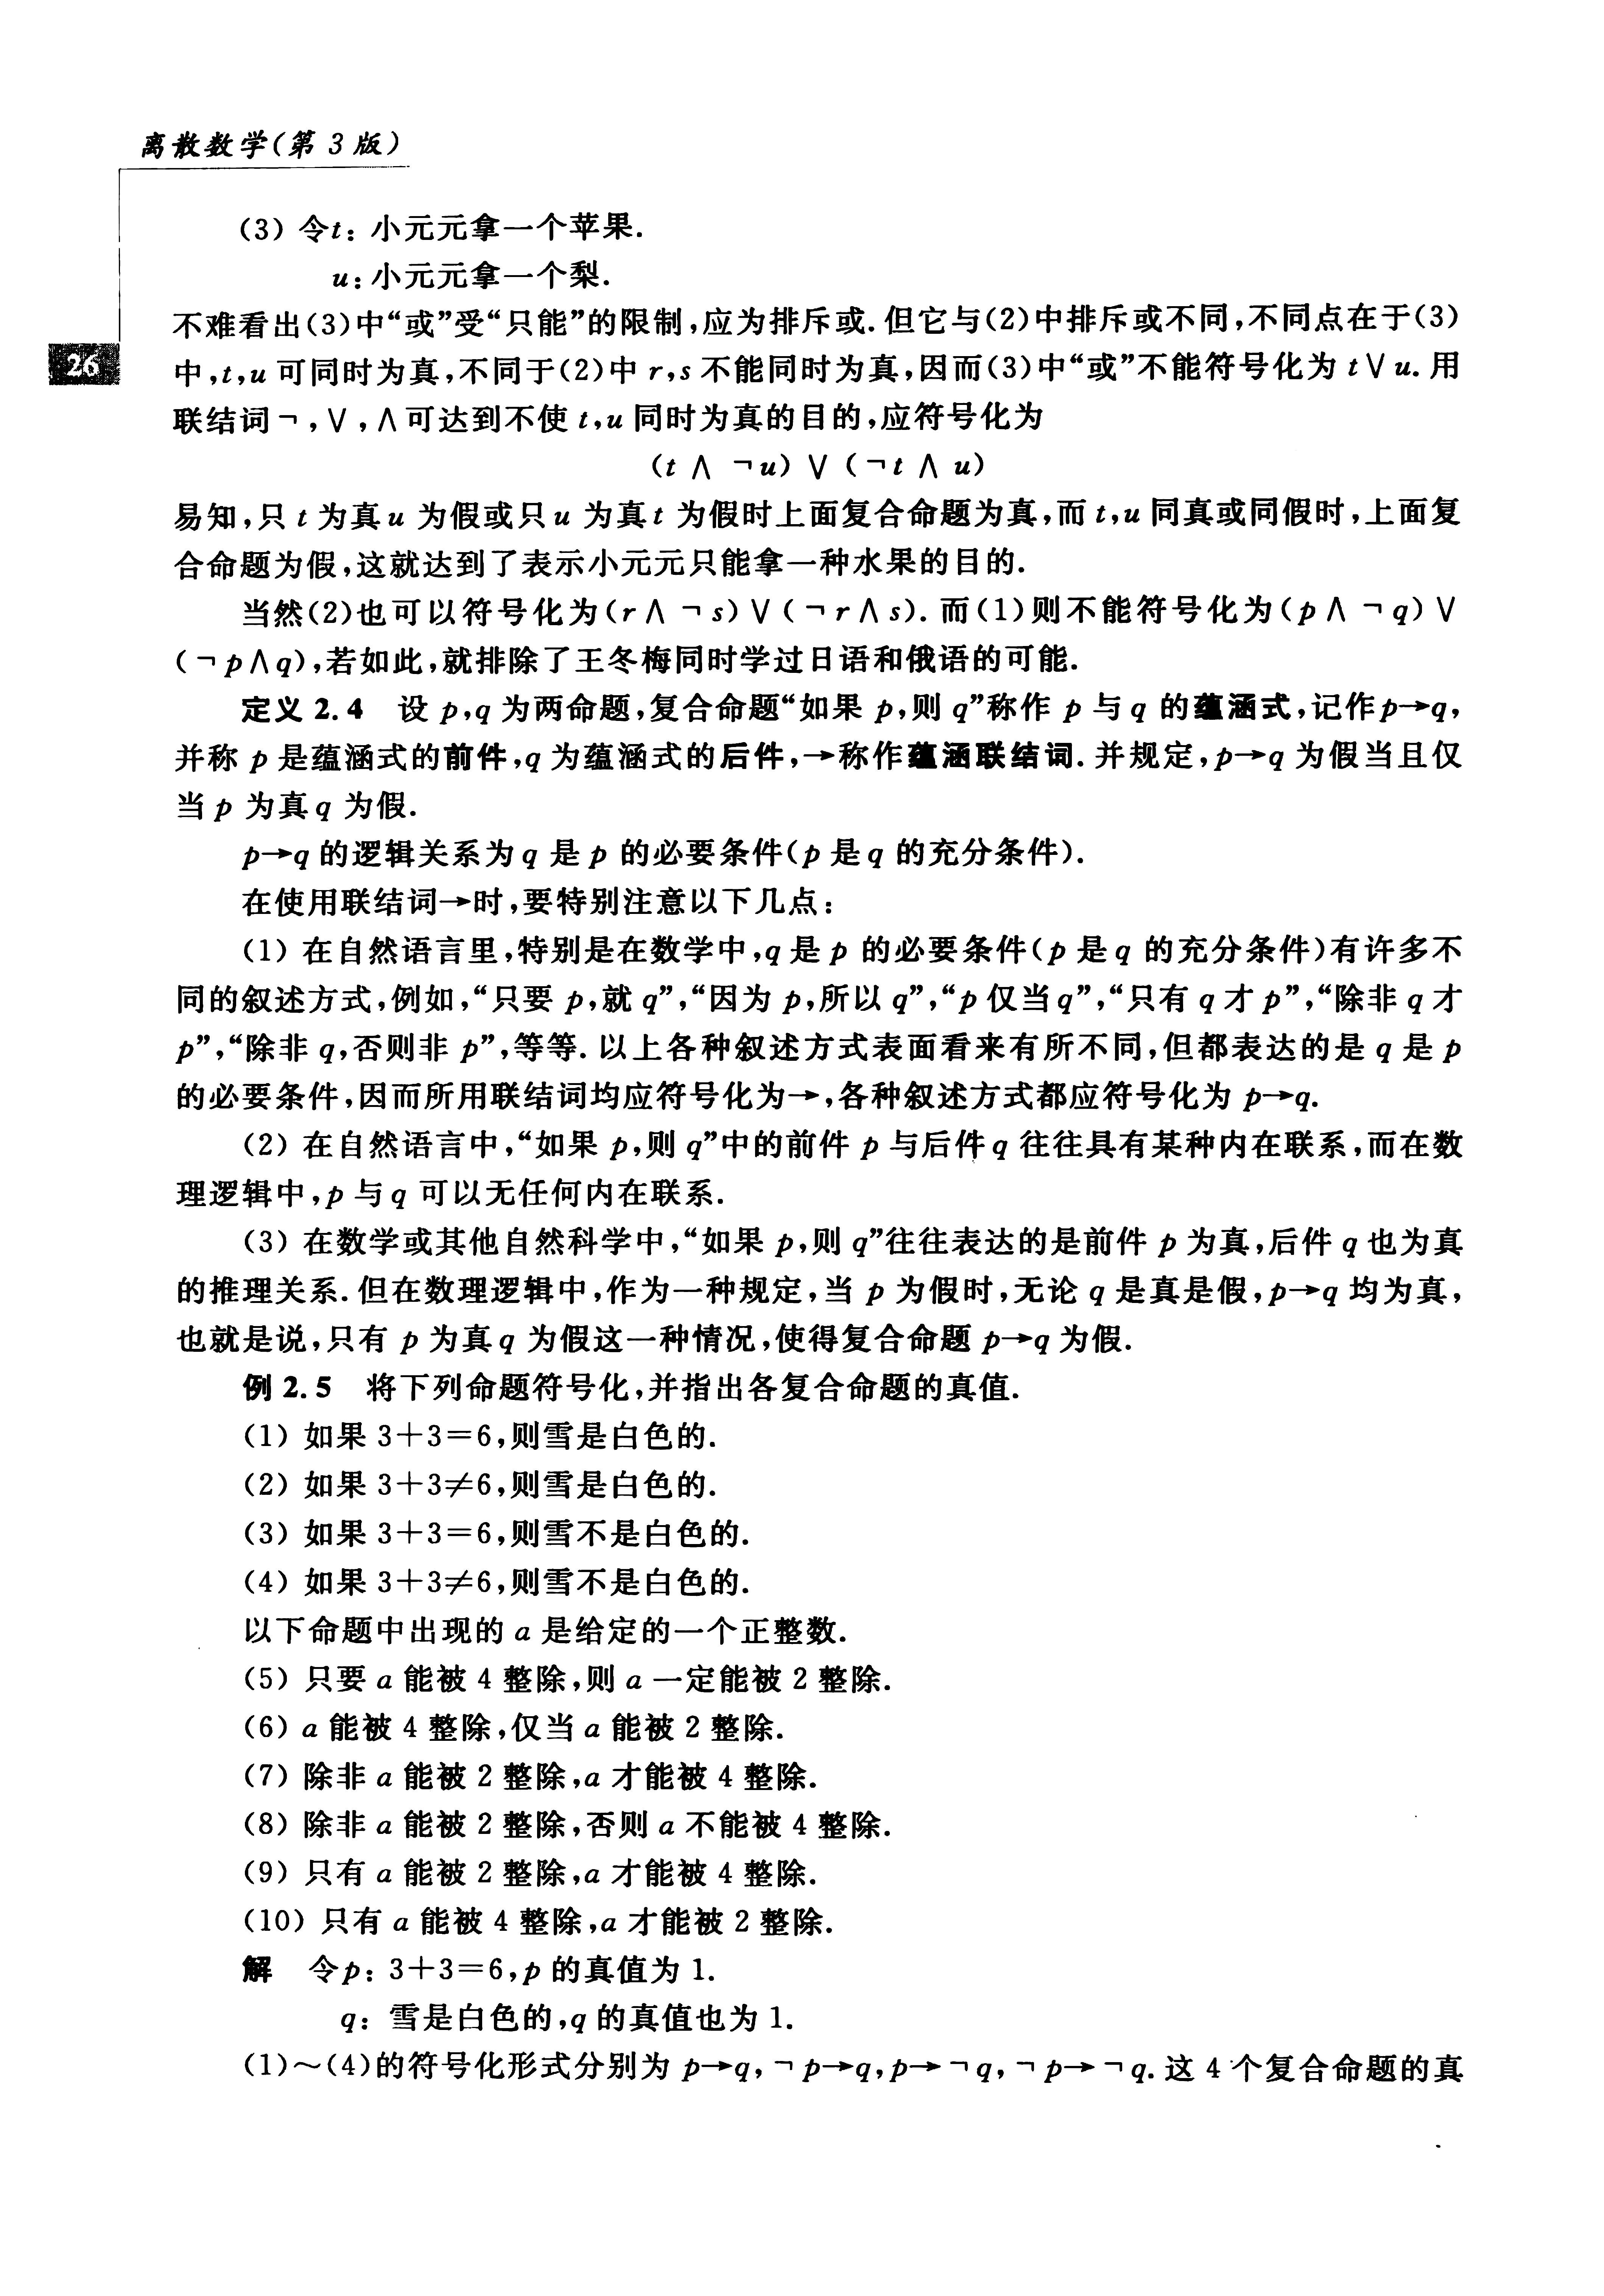 离散数学(第 3 版)
(3) 令t: 小元元拿一个苹果.
u:小元元拿一个梨.
不难看出(3)中“或”受“只能”的限制,应为排斥或.但它与(2)中排斥或不同,不同点在于(3)
26
中,t,u 可同时为真,不同于(2)中 r,s 不能同时为真,因而(3)中“或”不能符号化为 t∨u. 用
联结词¬,∨,∧可达到不使 t,u 同时为真的目的,应符号化为
(t ∧ ¬u) ∨ (¬t ∧ u)
易知,只 t 为真 u 为假或只 u 为真 t 为假时上面复合命题为真,而 t,u 同真或同假时,上面复
合命题为假,这就达到了表示小元元只能拿一种水果的目的.
当然(2)也可以符号化为(r∧¬s)∨(¬r∧s). 而(1)则不能符号化为(p∧¬q)∨
(¬p∧q),若如此,就排除了王冬梅同时学过日语和俄语的可能.
定义 2.4 设 p,q 为两命题,复合命题“如果 p,则 q”称作 p 与 q 的蕴涵式,记作p→q,
并称 p 是蕴涵式的前件,q 为蕴涵式的后件,→称作蕴涵联结词. 并规定,p→q 为假当且仅
当 p 为真 q 为假.
p→q 的逻辑关系为 q 是 p 的必要条件(p 是 q 的充分条件).
在使用联结词→时,要特别注意以下几点:
(1) 在自然语言里,特别是在数学中,q 是 p 的必要条件(p 是 q 的充分条件)有许多不
同的叙述方式,例如,“只要 p,就 q”,“因为 p,所以 q”,“p 仅当 q”,“只有 q 才 p”,“除非 q 才
p”,“除非 q,否则非 p”,等等. 以上各种叙述方式表面看来有所不同,但都表达的是 q 是 p
的必要条件,因而所用联结词均应符号化为→,各种叙述方式都应符号化为 p→q.
(2) 在自然语言中,“如果 p,则 q”中的前件 p 与后件 q 往往具有某种内在联系,而在数
理逻辑中,p 与 q 可以无任何内在联系.
(3) 在数学或其他自然科学中,“如果 p,则 q”往往表达的是前件 p 为真,后件 q 也为真
的推理关系. 但在数理逻辑中,作为一种规定,当 p 为假时,无论 q 是真是假,p→q 均为真,
也就是说,只有 p 为真 q 为假这一种情况,使得复合命题 p→q 为假.
例 2.5 将下列命题符号化,并指出各复合命题的真值.
(1) 如果 3+3=6,则雪是白色的.
(2) 如果 3+3≠6,则雪是白色的.
(3) 如果 3+3=6,则雪不是白色的.
(4) 如果 3+3≠6,则雪不是白色的.
以下命题中出现的 a 是给定的一个正整数.
(5) 只要 a 能被 4 整除,则 a 一定能被 2 整除.
(6) a 能被 4 整除,仅当 a 能被 2 整除.
(7) 除非 a 能被 2 整除,a 才能被 4 整除.
(8) 除非 a 能被 2 整除,否则 a 不能被 4 整除.
(9) 只有 a 能被 2 整除,a 才能被 4 整除.
(10) 只有 a 能被 4 整除,a 才能被 2 整除.
解 令p: 3+3=6,p 的真值为 1.
q: 雪是白色的,q 的真值也为 1.
(1)~(4)的符号化形式分别为 p→q,¬p→q,p→¬q,¬p→¬q. 这 4 个复合命题的真